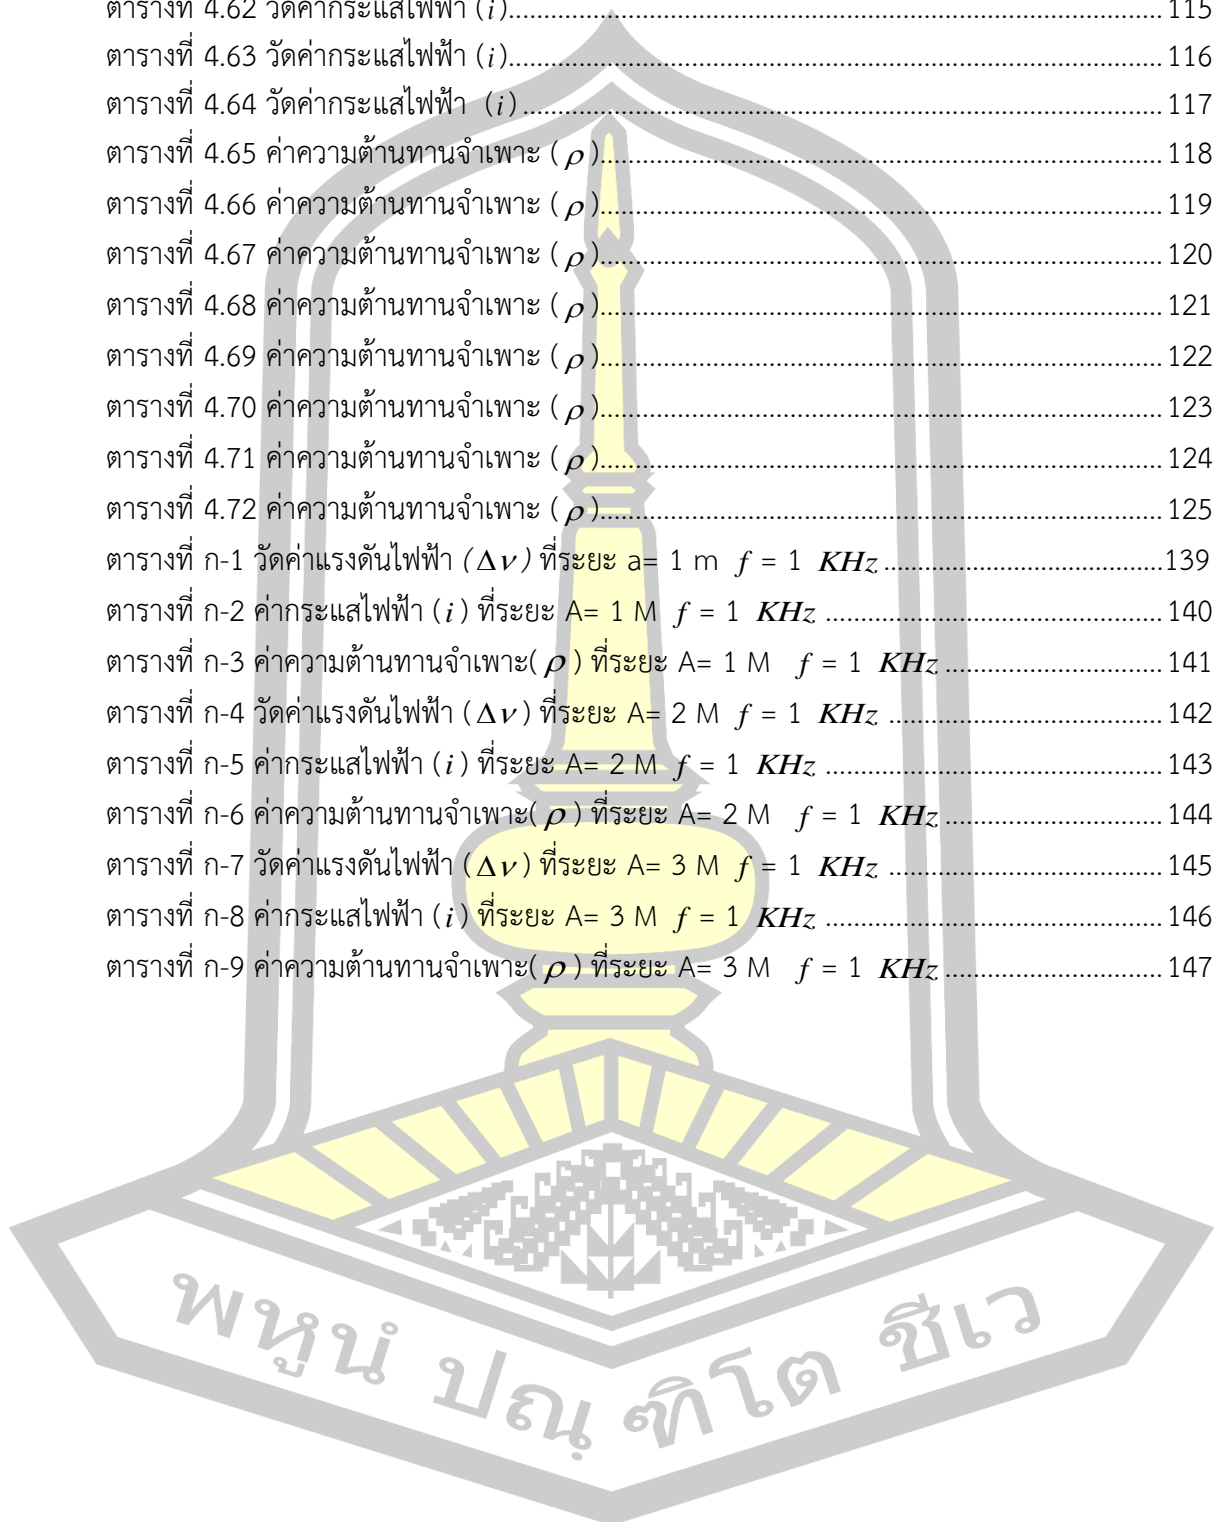 ตารางที่ 4.62 วัดค่ากระแสไฟฟ้า (i)........................................ 115
ตารางที่ 4.63 วัดค่ากระแสไฟฟ้า (i)........................................ 116
ตารางที่ 4.64 วัดค่ากระแสไฟฟ้า (i)........................................ 117
ตารางที่ 4.65 ค่าความต้านทานจำเพาะ (ρ)........................................ 118
ตารางที่ 4.66 ค่าความต้านทานจำเพาะ (ρ)........................................ 119
ตารางที่ 4.67 ค่าความต้านทานจำเพาะ (ρ)........................................ 120
ตารางที่ 4.68 ค่าความต้านทานจำเพาะ (ρ)........................................ 121
ตารางที่ 4.69 ค่าความต้านทานจำเพาะ (ρ)........................................ 122
ตารางที่ 4.70 ค่าความต้านทานจำเพาะ (ρ)........................................ 123
ตารางที่ 4.71 ค่าความต้านทานจำเพาะ (ρ)........................................ 124
ตารางที่ 4.72 ค่าความต้านทานจำเพาะ (ρ)........................................ 125
ตารางที่ ก-1 วัดค่าแรงดันไฟฟ้า (Δν) ที่ระยะ a= 1 m f = 1 KHz........................................139
ตารางที่ ก-2 ค่ากระแสไฟฟ้า (i) ที่ระยะ A= 1 M f = 1 KHz ........................................ 140
ตารางที่ ก-3 ค่าความต้านทานจำเพาะ(ρ) ที่ระยะ A= 1 M f = 1 KHz........................................ 141
ตารางที่ ก-4 วัดค่าแรงดันไฟฟ้า (Δν) ที่ระยะ A= 2 M f = 1 KHz ........................................ 142
ตารางที่ ก-5 ค่ากระแสไฟฟ้า (i) ที่ระยะ A= 2 M f = 1 KHz ........................................ 143
ตารางที่ ก-6 ค่าความต้านทานจำเพาะ(ρ) ที่ระยะ A= 2 M f = 1 KHz........................................ 144
ตารางที่ ก-7 วัดค่าแรงดันไฟฟ้า (Δν) ที่ระยะ A= 3 M f = 1 KHz ........................................ 145
ตารางที่ ก-8 ค่ากระแสไฟฟ้า (i) ที่ระยะ A= 3 M f = 1 KHz ........................................ 146
ตารางที่ ก-9 ค่าความต้านทานจำเพาะ(ρ) ที่ระยะ A= 3 M f = 1 KHz........................................ 147
พหูนํ ปณฺฑิโต ชีเว